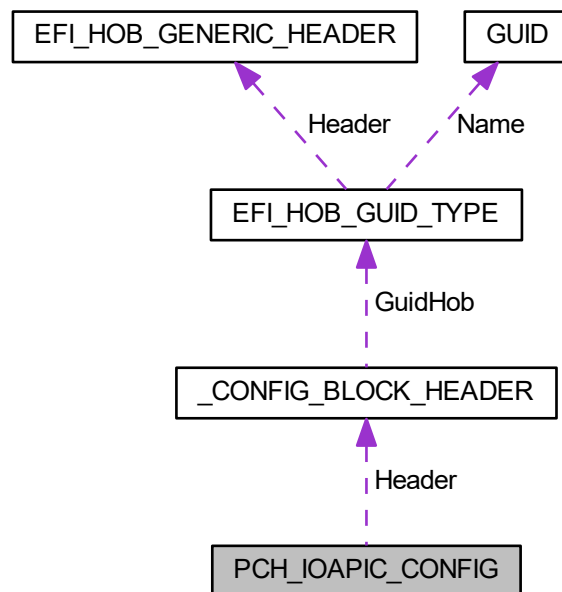 EFI_HOB_GENERIC_HEADER
GUID
Header
Name
EFI_HOB_GUID_TYPE
GuidHob
_CONFIG_BLOCK_HEADER
Header
PCH_IOAPIC_CONFIG